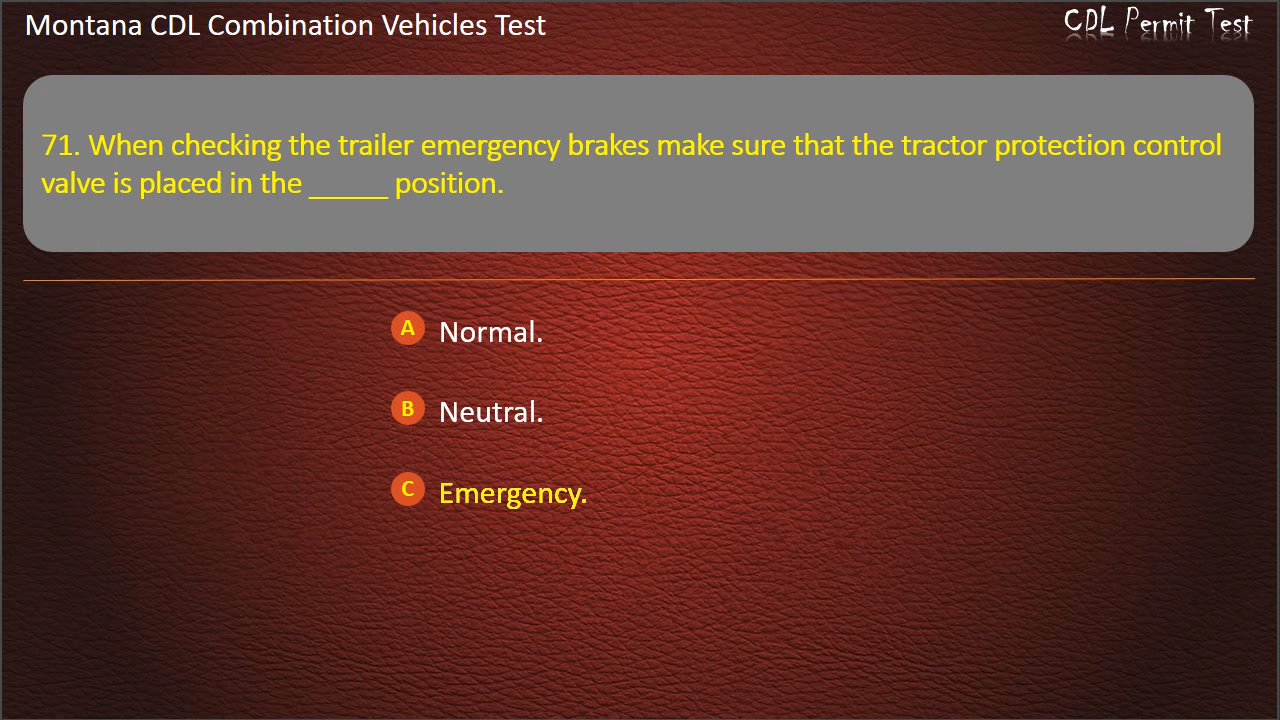 Montana CDL Combination Vehicles Test
CDL Permit Test
71. When checking the trailer emergency brakes make sure that the tractor protection control
valve is placed in the _____ position.
A Normal.
B Neutral.
C Emergency.